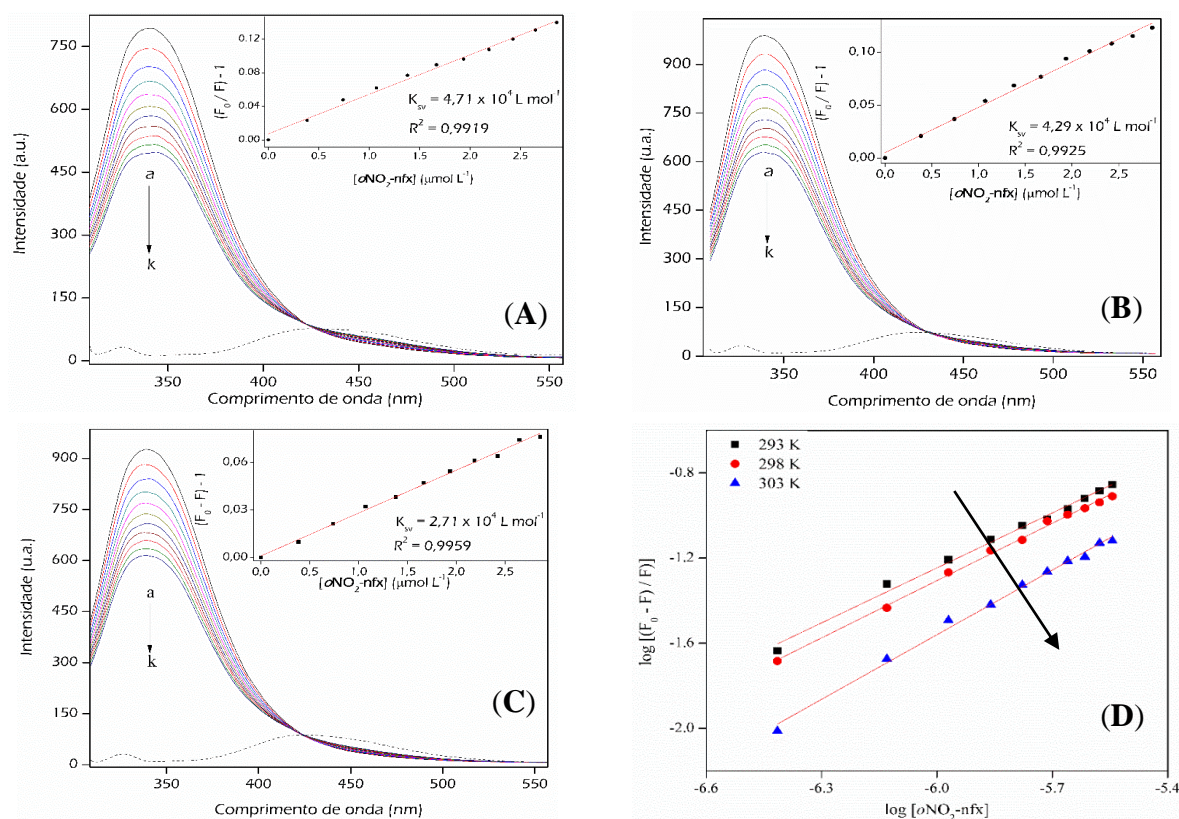 750
600
450
300
150
0
Intensidade (a.u.)
350 400 450 500 550
Comprimento de onda (nm)
a
k
(A)
0.12
0.08
0.04
0.00
(F0 / F) - 1
0.0 0.5 1.0 1.5 2.0 2.5
[oNO2-nfx] (µmol L-1)
Ksv = 4,71 x 10^4 L mol-1
R2 = 0,9919
900
750
600
450
300
150
0
Intensidade (u.a.)
350 400 450 500 550
Comprimento de onda (nm)
a
k
(B)
0.10
0.05
0.00
(F0 / F) - 1
0,0 0,5 1,0 1,5 2,0 2,5
[oNO2-nfx] (µmol L-1)
Ksv = 4,29 x 10^4 L mol-1
R2 = 0,9925
900
750
600
450
300
150
0
Intensidade (u.a.)
350 400 450 500 550
Comprimento de onda (nm)
a
k
(C)
0,06
0,03
0,00
(F0 - F) - 1
0,0 0,5 1,0 1,5 2,0 2,5
[oNO2-nfx] (µmol L-1)
Ksv = 2,71 x 10^4 L mol-1
R2 = 0,9959
293 K
298 K
303 K
-0.8
-1.2
-1.6
-2.0
log [(F0 - F) / F)]
-6.6 -6.3 -6.0 -5.7 -5.4
log [oNO2-nfx]
(D)